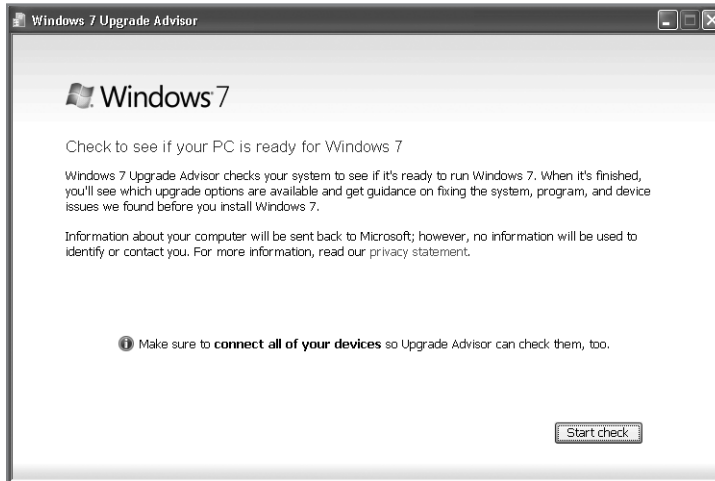 Windows 7 Upgrade Advisor
Windows 7
Check to see if your PC is ready for Windows 7
Windows 7 Upgrade Advisor checks your system to see if it's ready to run Windows 7. When it's finished,
you'll see which upgrade options are available and get guidance on fixing the system, program, and device
issues we found before you install Windows 7.
Information about your computer will be sent back to Microsoft; however, no information will be used to
identify or contact you. For more information, read our privacy statement.
Make sure to connect all of your devices so Upgrade Advisor can check them, too.
Start check